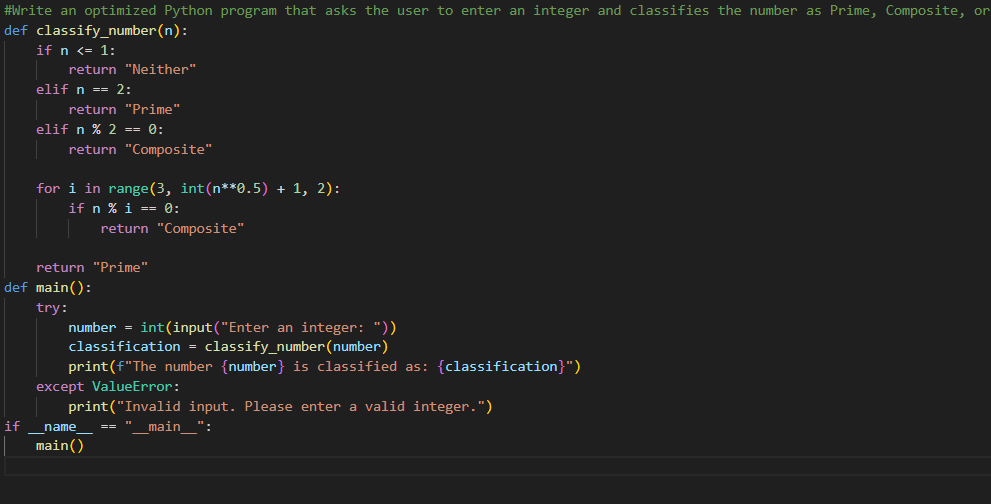 #Write an optimized Python program that asks the user to enter an integer and classifies the number as Prime, Composite, or
def classify_number(n):
    if n <= 1:
        return "Neither"
    elif n == 2:
        return "Prime"
    elif n % 2 == 0:
        return "Composite"

    for i in range(3, int(n**0.5) + 1, 2):
        if n % i == 0:
            return "Composite"

    return "Prime"
def main():
    try:
        number = int(input("Enter an integer: "))
        classification = classify_number(number)
        print(f"The number {number} is classified as: {classification}")
    except ValueError:
        print("Invalid input. Please enter a valid integer.")
if __name__ == "__main__":
    main()